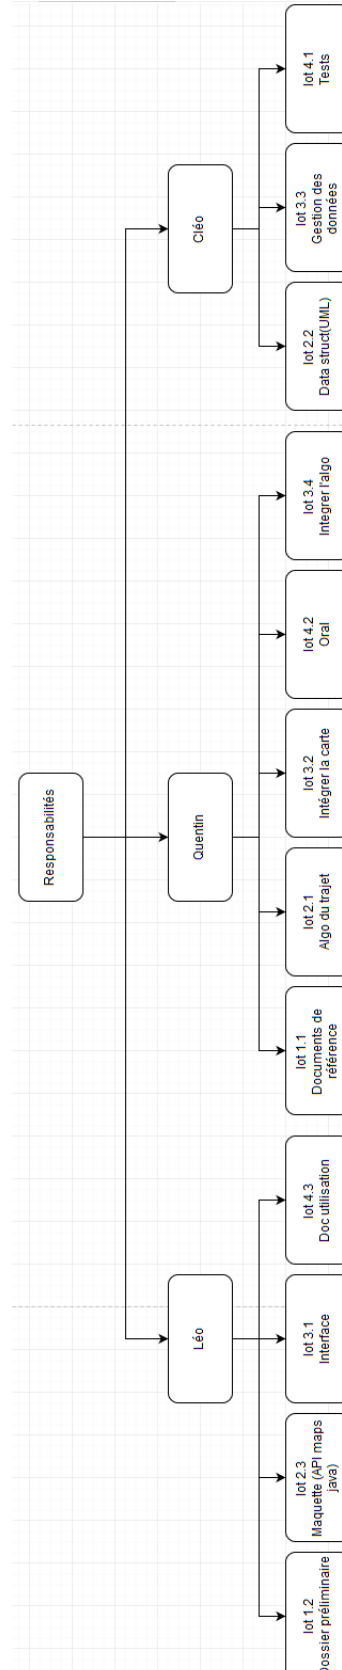 Responsabilités
Léo
Quentin
Cléo
lot 1.2
Dossier préliminaire
lot 2.3
Maquette (API maps
java)
lot 3.1
Interface
lot 4.3
Doc utilisation
lot 1.1
Documents de
référence
lot 2.1
Algo du trajet
lot 3.2
Intégrer la carte
lot 4.2
Oral
lot 3.4
Integrer l'algo
lot 2.2
Data struct(UML)
lot 3.3
Gestion des
données
lot 4.1
Tests